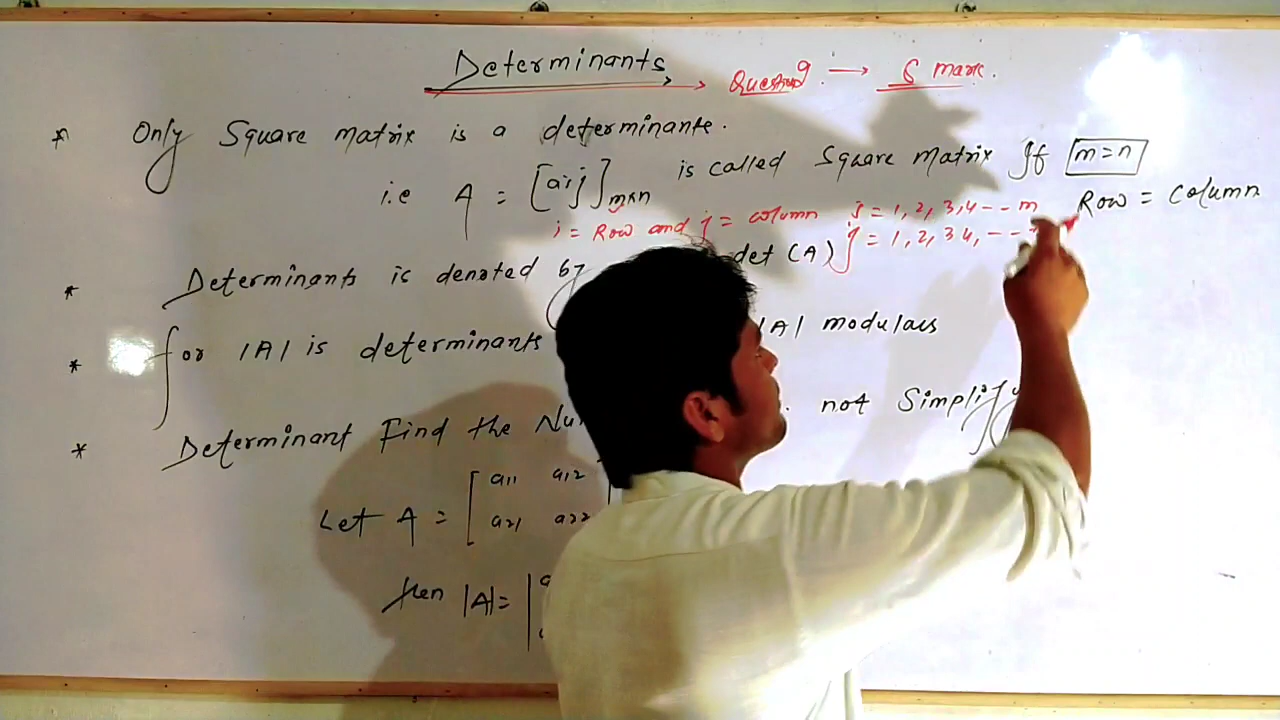 Determinants → Question → 5 mark.
* Only Square matrix is a determinante.
i.e A = [aij]m×n is called Square matrix If m=n
i = Row and j = column i = 1, 2, 3, 4 - - m Row = column
j = 1, 2, 3 4, - -
* Determinants is denoted by det (A)
* for |A| is determinants |A| modulars
* Determinant Find the not Simplify
Let A = [ a11 a12
a21 a22
then |A| =